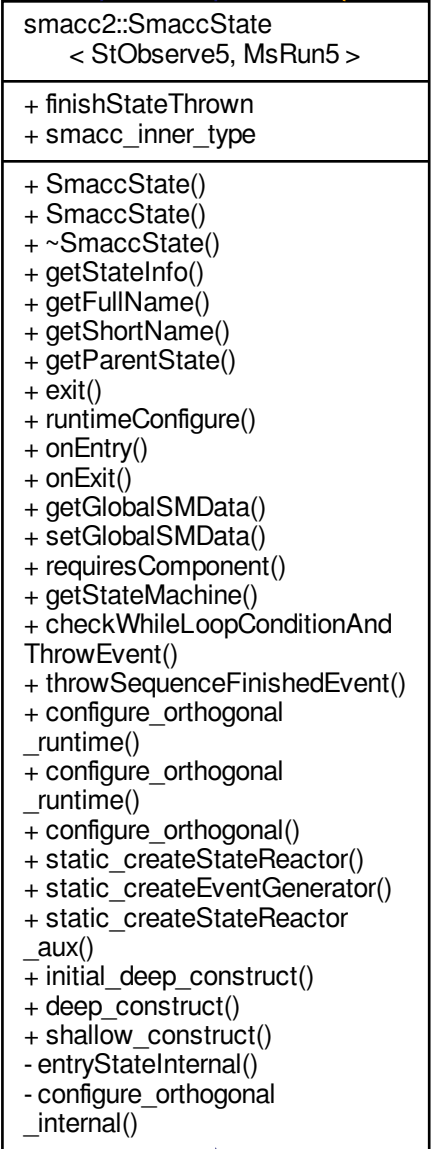 smacc2::SmaccState
< StObserve5, MsRun5 >
+ finishStateThrown
+ smacc_inner_type
+ SmaccState()
+ SmaccState()
+ ~SmaccState()
+ getStateInfo()
+ getFullName()
+ getShortName()
+ getParentState()
+ exit()
+ runtimeConfigure()
+ onEntry()
+ onExit()
+ getGlobalSMData()
+ setGlobalSMData()
+ requiresComponent()
+ getStateMachine()
+ checkWhileLoopConditionAnd
ThrowEvent()
+ throwSequenceFinishedEvent()
+ configure_orthogonal
_runtime()
+ configure_orthogonal
_runtime()
+ configure_orthogonal()
+ static_createStateReactor()
+ static_createEventGenerator()
+ static_createStateReactor
_aux()
+ initial_deep_construct()
+ deep_construct()
+ shallow_construct()
- entryStateInternal()
- configure_orthogonal
_internal()